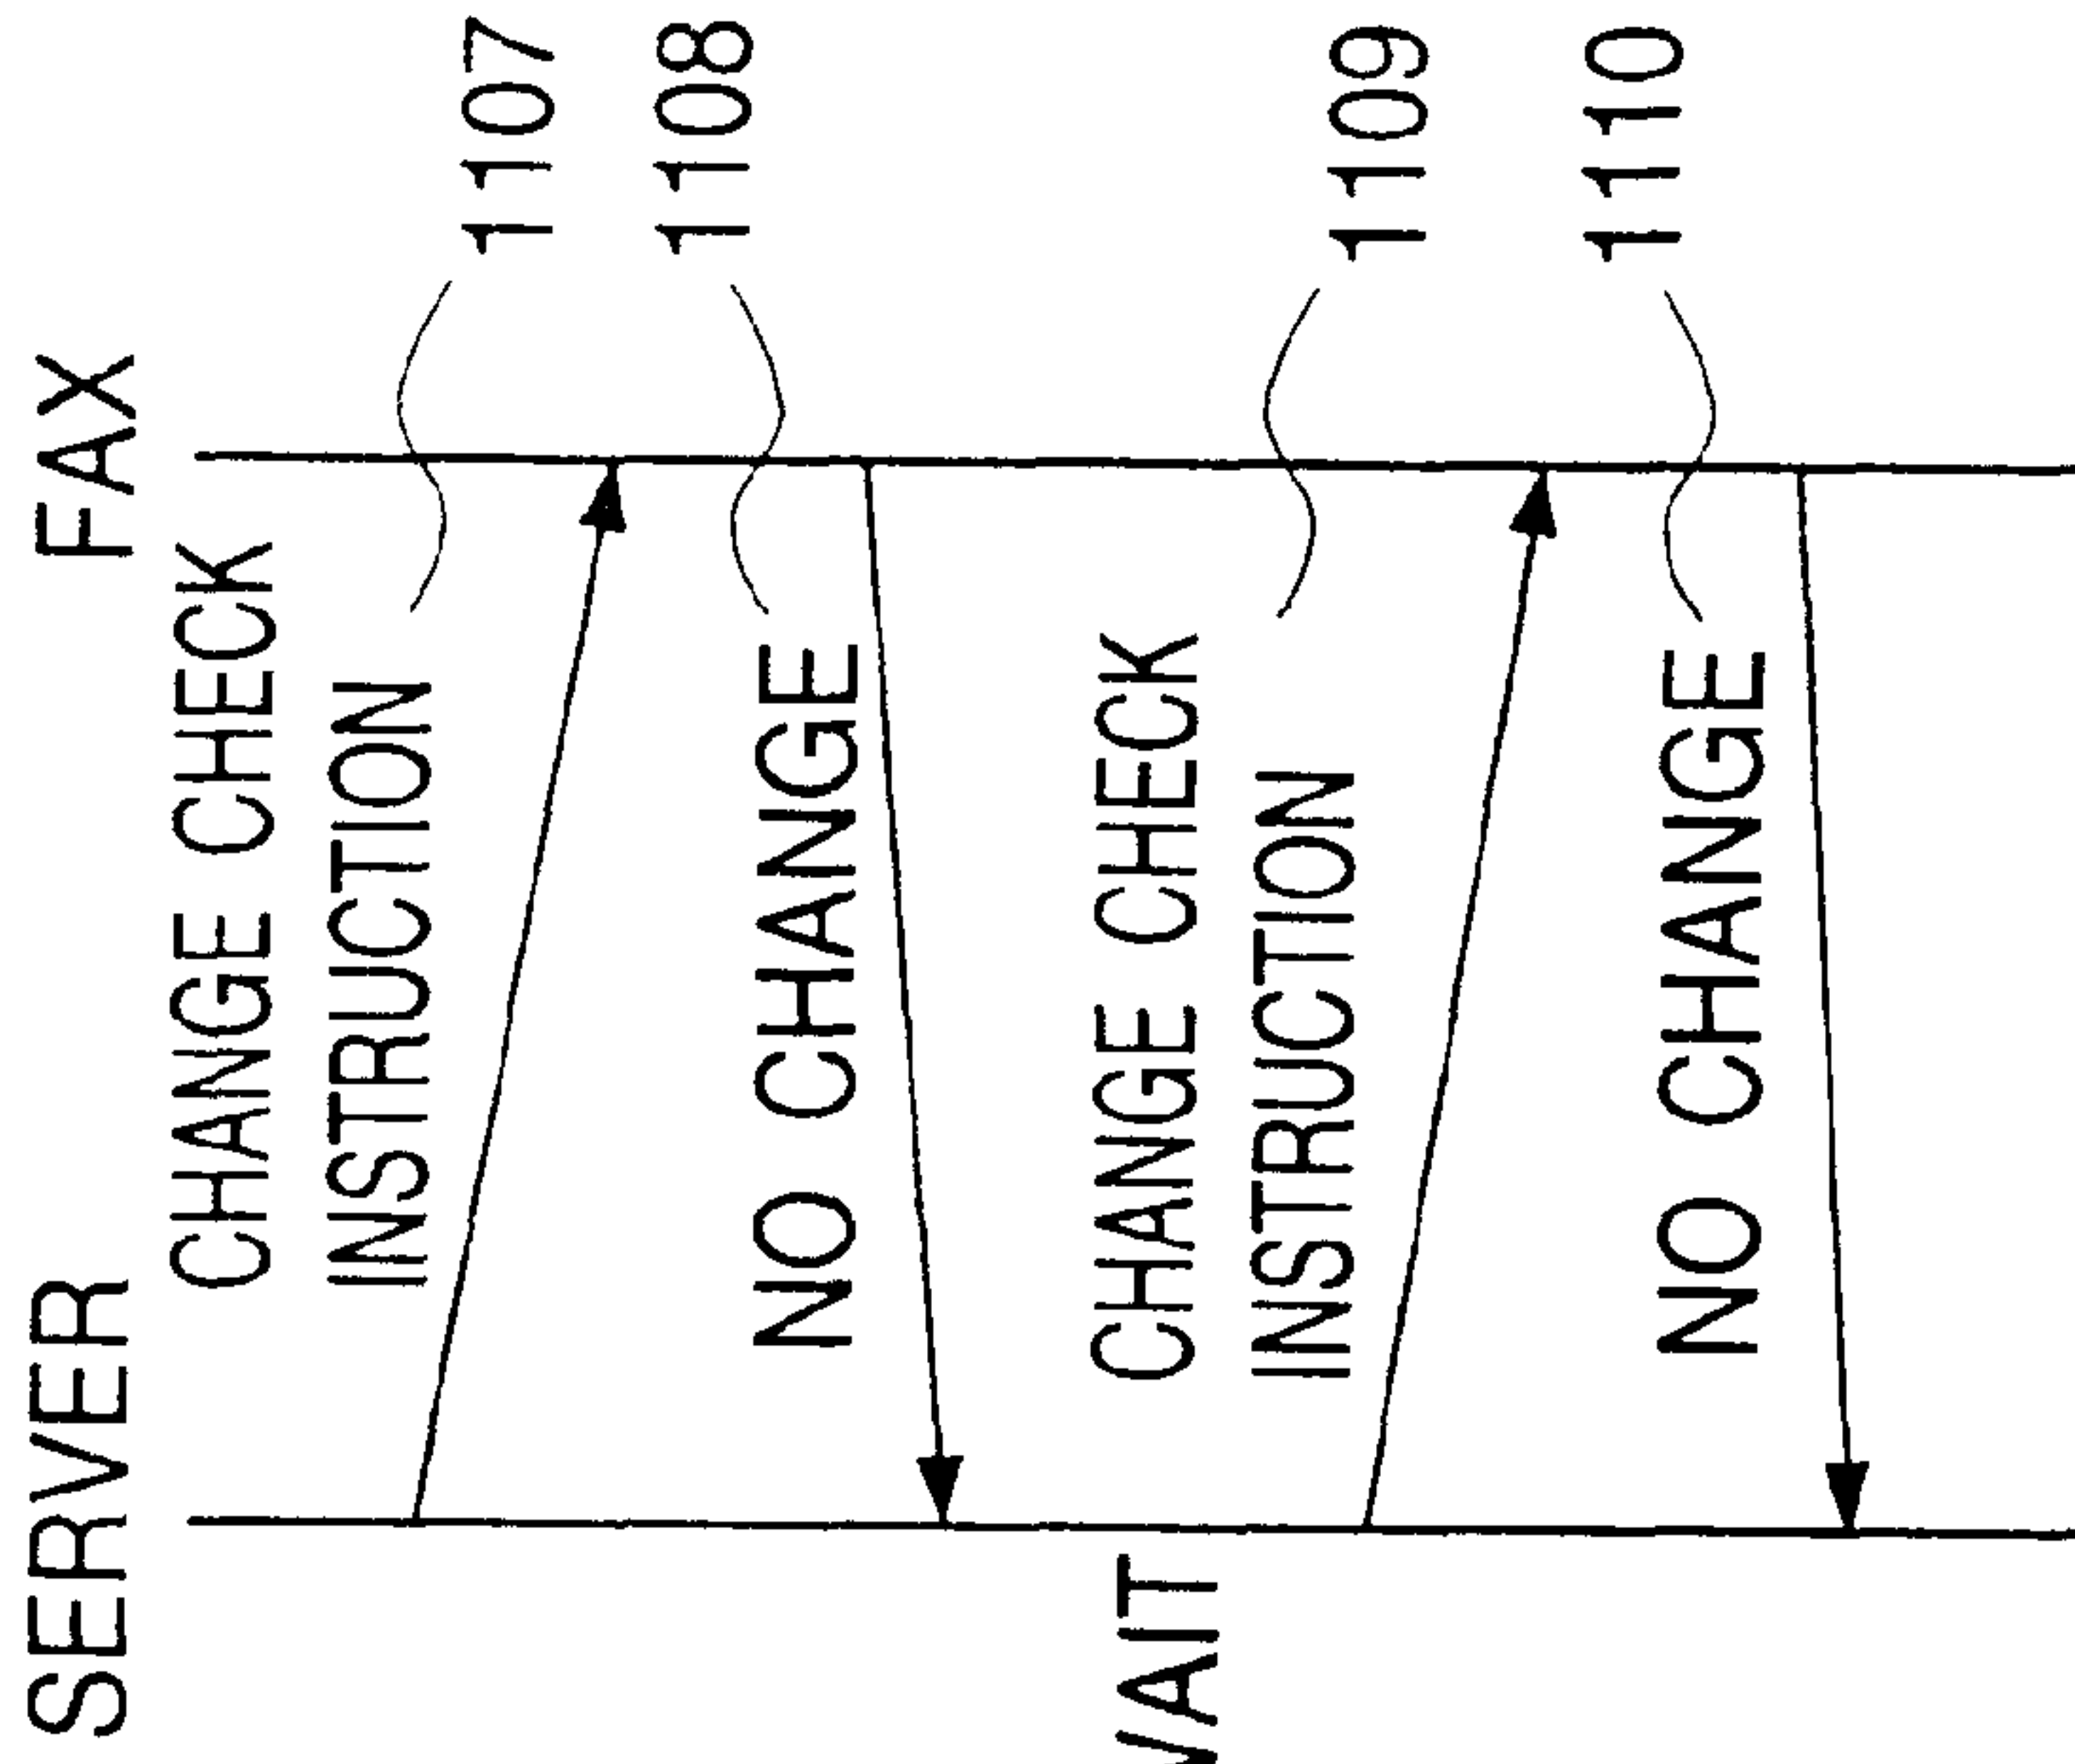 SERVER
FAX
CHANGE CHECK
INSTRUCTION
1107
NO CHANGE
1108
CHANGE CHECK
INSTRUCTION
1109
NO CHANGE
1110